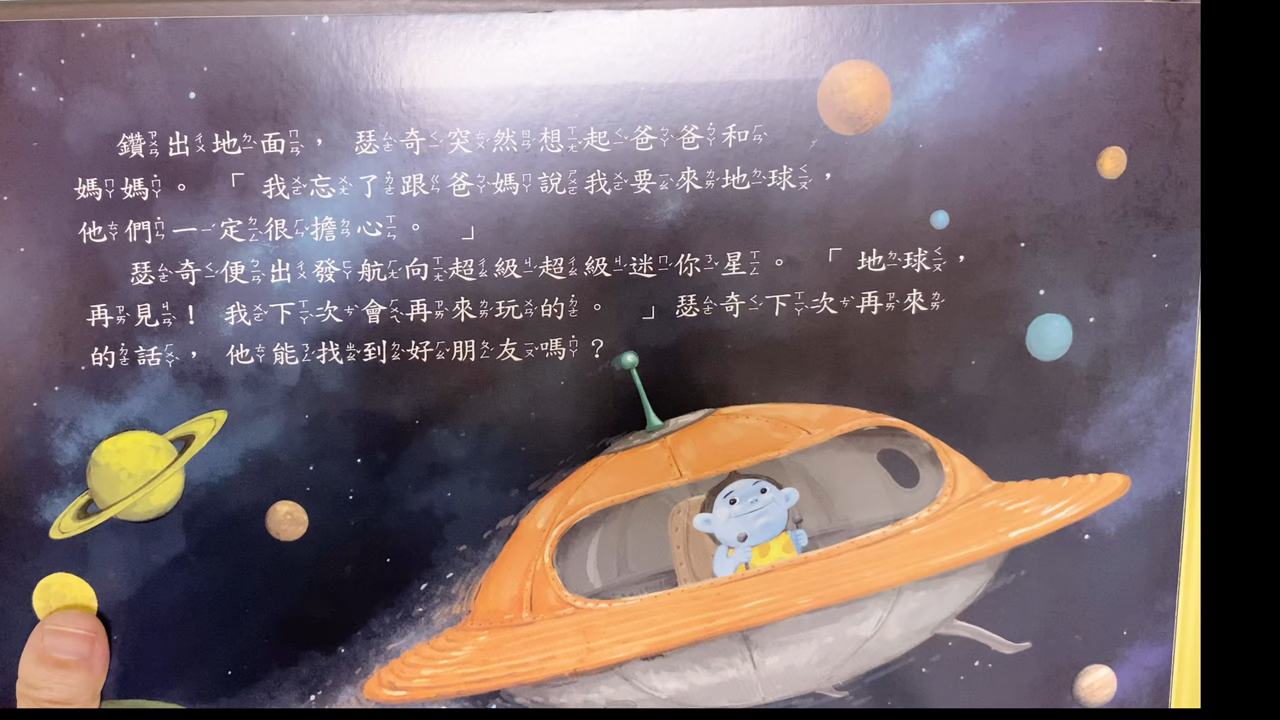 鑽出地面，瑟奇突然想起爸爸和
媽媽。「我忘了跟爸媽說我要來地球，
他們一定很擔心。」
瑟奇便出發航向超級超級迷你星。「地球，
再見！我下次會再來玩的。」瑟奇下次再來
的話，他能找到好朋友嗎？